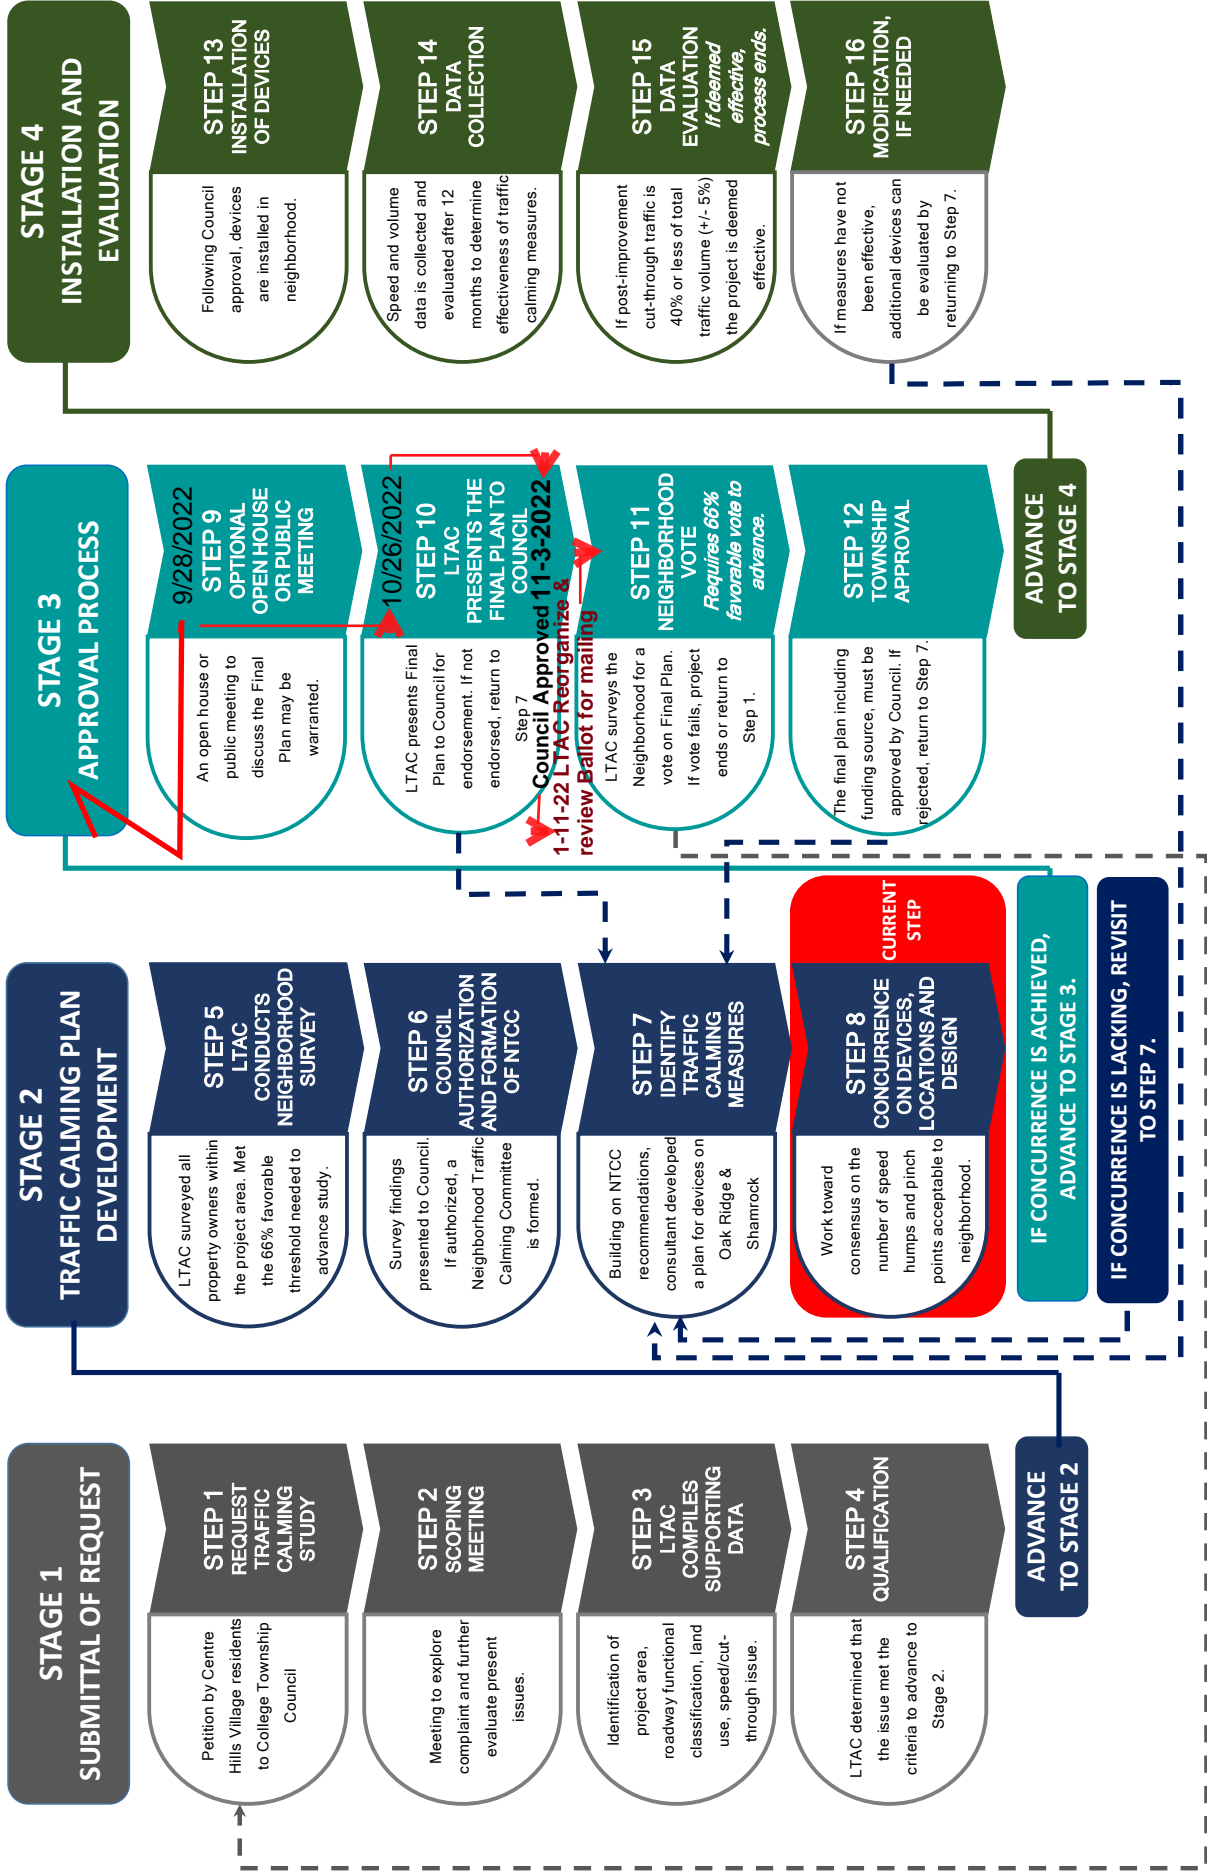 STAGE 1
SUBMITTAL OF REQUEST
Petition by Centre
Hills Village residents
to College Township
Council
STEP 1
REQUEST
TRAFFIC
CALMING
STUDY
Meeting to explore
complaint and further
evaluate present
issues.
STEP 2
SCOPING
MEETING
Identification of
project area,
roadway functional
classification, land
use, speed/cut-
through issue.
STEP 3
LTAC
COMPILES
SUPPORTING
DATA
LTAC determined that
the issue met the
criteria to advance to
Stage 2.
STEP 4
QUALIFICATION
ADVANCE
TO STAGE 2
STAGE 2
TRAFFIC CALMING PLAN
DEVELOPMENT
LTAC surveyed all
property owners within
the project area. Met
the 66% favorable
threshold needed to
advance study.
STEP 5
LTAC
CONDUCTS
NEIGHBORHOOD
SURVEY
Survey findings
presented to Council.
If authorized, a
Neighborhood Traffic
Calming Committee
is formed.
STEP 6
COUNCIL
AUTHORIZATION
AND FORMATION
OF NTCC
Building on NTCC
recommendations,
consultant developed
a plan for devices on
Oak Ridge &
Shamrock
STEP 7
IDENTIFY
TRAFFIC
CALMING
MEASURES
Work toward
consensus on the
number of speed
humps and pinch
points acceptable to
neighborhood.
STEP 8
CONCURRENCE
ON DEVICES,
LOCATIONS AND
DESIGN
CURRENT
STEP
IF CONCURRENCE IS ACHIEVED,
ADVANCE TO STAGE 3.
IF CONCURRENCE IS LACKING, REVISIT
TO STEP 7.
STAGE 3
APPROVAL PROCESS
An open house or
public meeting to
discuss the Final
Plan may be
warranted.
9/28/2022
STEP 9
OPTIONAL
OPEN HOUSE
OR PUBLIC
MEETING
LTAC presents Final
Plan to Council for
endorsement. If not
endorsed, return to
Step 7
10/26/2022
STEP 10
LTAC
PRESENTS THE
FINAL PLAN TO
COUNCIL
Council Approved 11-3-2022
1-11-22 LTAC Reorganize &
review Ballot for mailing
LTAC surveys the
Neighborhood for a
vote on Final Plan.
If vote fails, project
ends or return to
Step 1.
STEP 11
NEIGHBORHOOD
VOTE
Requires 66%
favorable vote to
advance.
The final plan including
funding source, must be
approved by Council. If
rejected, return to Step 7.
STEP 12
TOWNSHIP
APPROVAL
ADVANCE
TO STAGE 4
STAGE 4
INSTALLATION AND
EVALUATION
Following Council
approval, devices
are installed in
neighborhood.
STEP 13
INSTALLATION
OF DEVICES
Speed and volume
data is collected and
evaluated after 12
months to determine
effectiveness of traffic
calming measures.
STEP 14
DATA
COLLECTION
If post-improvement
cut-through traffic is
40% or less of total
traffic volume (+/- 5%)
the project is deemed
effective.
STEP 15
DATA
EVALUATION
If deemed
effective,
process ends.
If measures have not
been effective,
additional devices can
be evaluated by
returning to Step 7.
STEP 16
MODIFICATION,
IF NEEDED